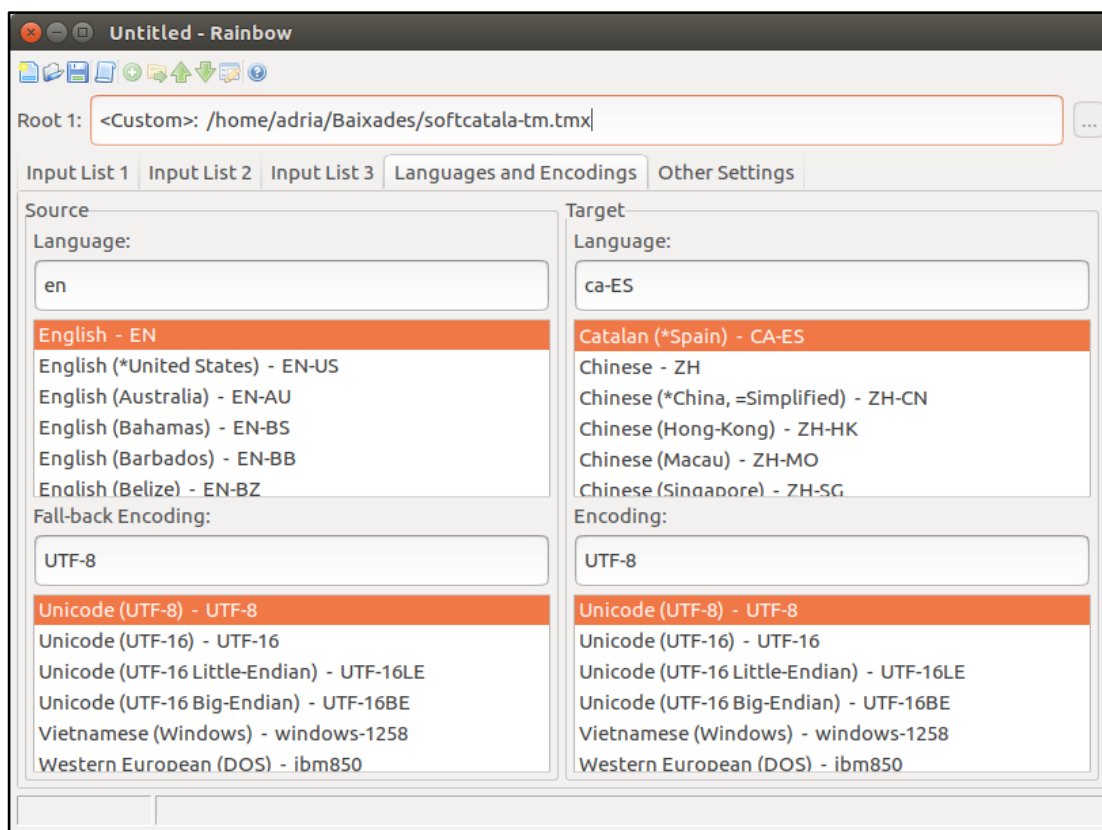 Untitled - Rainbow
Root 1: <Custom>: /home/adria/Baixades/softcatala-tm.tmx ...
Input List 1 Input List 2 Input List 3 Languages and Encodings Other Settings
Source
Language:
en
English - EN
English (*United States) - EN-US
English (Australia) - EN-AU
English (Bahamas) - EN-BS
English (Barbados) - EN-BB
English (Belize) - EN-BZ
Fall-back Encoding:
UTF-8
Unicode (UTF-8) - UTF-8
Unicode (UTF-16) - UTF-16
Unicode (UTF-16 Little-Endian) - UTF-16LE
Unicode (UTF-16 Big-Endian) - UTF-16BE
Vietnamese (Windows) - windows-1258
Western European (DOS) - ibm850
Target
Language:
ca-ES
Catalan (*Spain) - CA-ES
Chinese - ZH
Chinese (*China, =Simplified) - ZH-CN
Chinese (Hong-Kong) - ZH-HK
Chinese (Macau) - ZH-MO
Chinese (Singapore) - ZH-SG
Encoding:
UTF-8
Unicode (UTF-8) - UTF-8
Unicode (UTF-16) - UTF-16
Unicode (UTF-16 Little-Endian) - UTF-16LE
Unicode (UTF-16 Big-Endian) - UTF-16BE
Vietnamese (Windows) - windows-1258
Western European (DOS) - ibm850